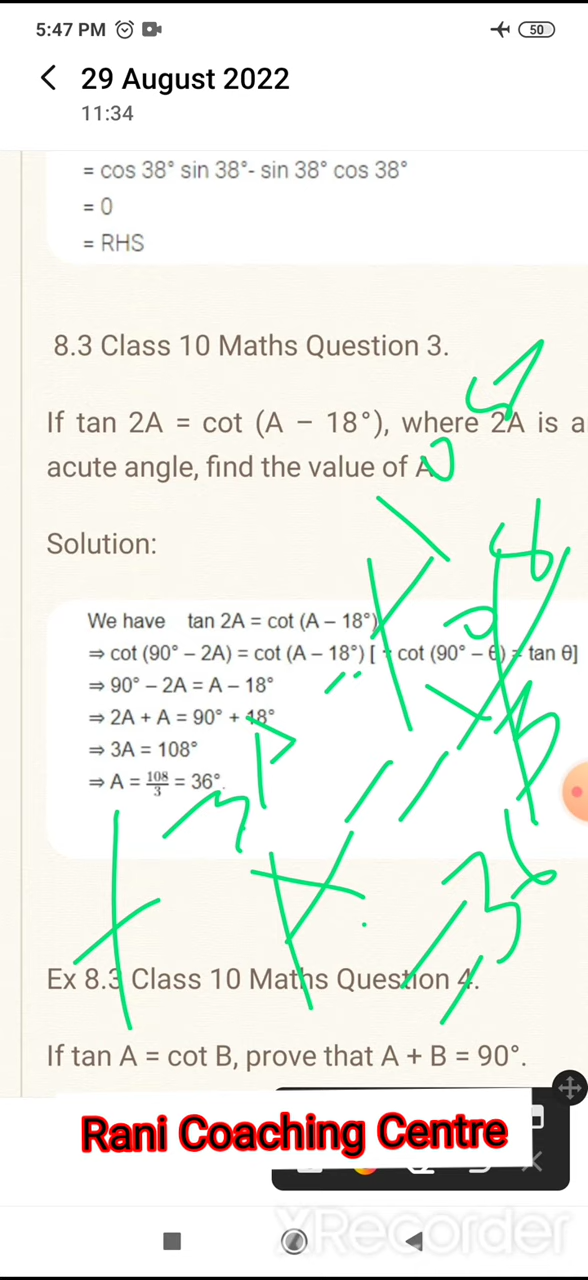 5:47 PM 50
29 August 2022
11:34
= cos 38° sin 38°- sin 38° cos 38°
= 0
= RHS
8.3 Class 10 Maths Question 3.
If tan 2A = cot (A – 18°), where 2A is a
acute angle, find the value of A
Solution:
We have tan 2A = cot (A – 18°)
⇒ cot (90° – 2A) = cot (A – 18°) [ cot (90° – θ) = tan θ]
⇒ 90° – 2A = A – 18°
⇒ 2A + A = 90° + 18°
⇒ 3A = 108°
⇒ A = 108/3 = 36°
Ex 8.3 Class 10 Maths Question 4.
If tan A = cot B, prove that A + B = 90°.
Rani Coaching Centre
XRecorder